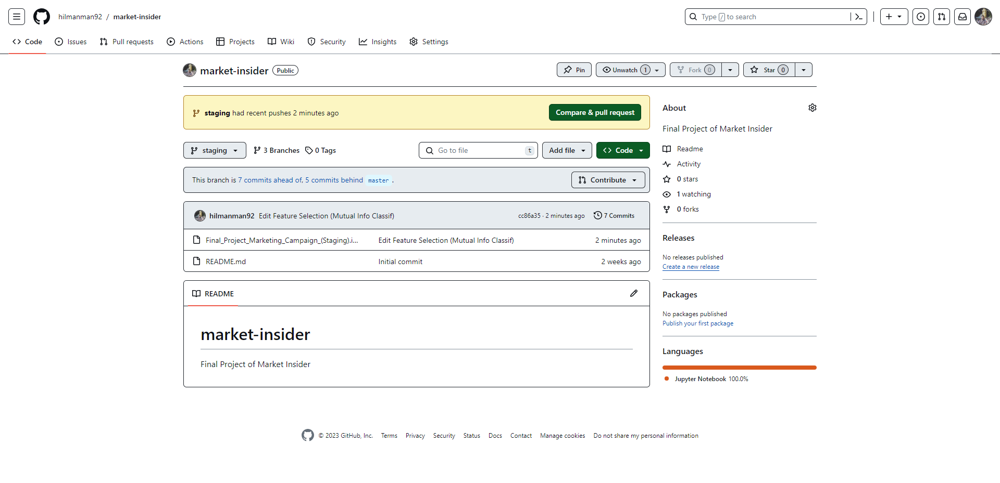 hilmanman92 / market-insider
Type / to search
Code Issues Pull requests Actions Projects Wiki Security Insights Settings
market-insider Public
Pin Unwatch 1 Fork 0 Star 0
staging had recent pushes 2 minutes ago Compare & pull request
staging 3 Branches 0 Tags Go to file t Add file Code
This branch is 7 commits ahead of, 5 commits behind master . Contribute
hilmanman92 Edit Feature Selection (Mutual Info Classif) cc86a35 · 2 minutes ago 7 Commits
Final_Project_Marketing_Campaign_(Staging).i... Edit Feature Selection (Mutual Info Classif) 2 minutes ago
README.md Initial commit 2 weeks ago
README
market-insider
Final Project of Market Insider
About
Final Project of Market Insider
Readme
Activity
0 stars
1 watching
0 forks
Releases
No releases published
Create a new release
Packages
No packages published
Publish your first package
Languages
Jupyter Notebook 100.0%
© 2023 GitHub, Inc. Terms Privacy Security Status Docs Contact Manage cookies Do not share my personal information